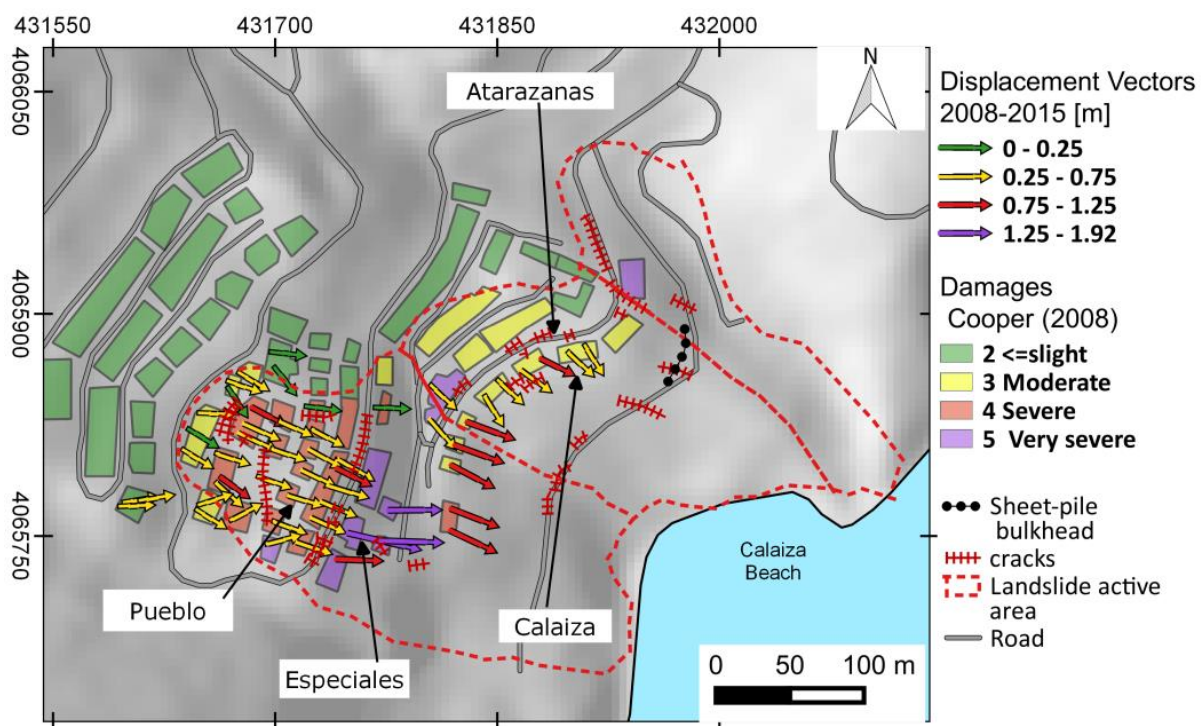 431550
431700
431850
432000
4066050
4065900
4065750
N
Atarazanas
Pueblo
Especiales
Calaiza
Calaiza
Beach
0 50 100 m
Displacement Vectors
2008-2015 [m]
0 - 0.25
0.25 - 0.75
0.75 - 1.25
1.25 - 1.92
Damages
Cooper (2008)
2 <=slight
3 Moderate
4 Severe
5 Very severe
Sheet-pile
bulkhead
cracks
Landslide active
area
Road